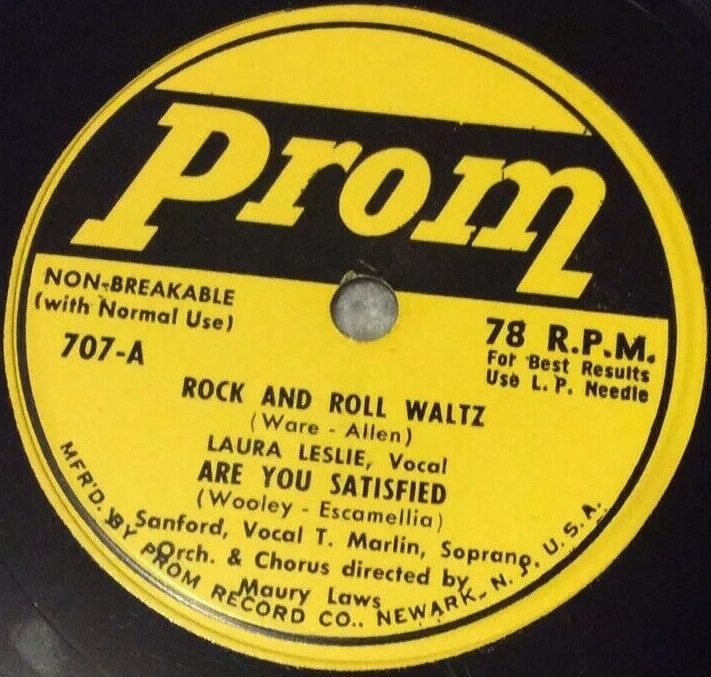 Prom
NON-BREAKABLE
(with Normal Use)
707-A
78 R.P.M.
For Best Results
Use L.P. Needle
ROCK AND ROLL WALTZ
(Ware - Allen)
LAURA LESLIE, Vocal
ARE YOU SATISFIED
(Wooley - Escamellia)
W. Sanford, Vocal T. Marlin, Soprano
Orch. & Chorus directed by
Maury Laws
MFR'D. BY PROM RECORD CO., NEWARK, N. J. U. S. A.